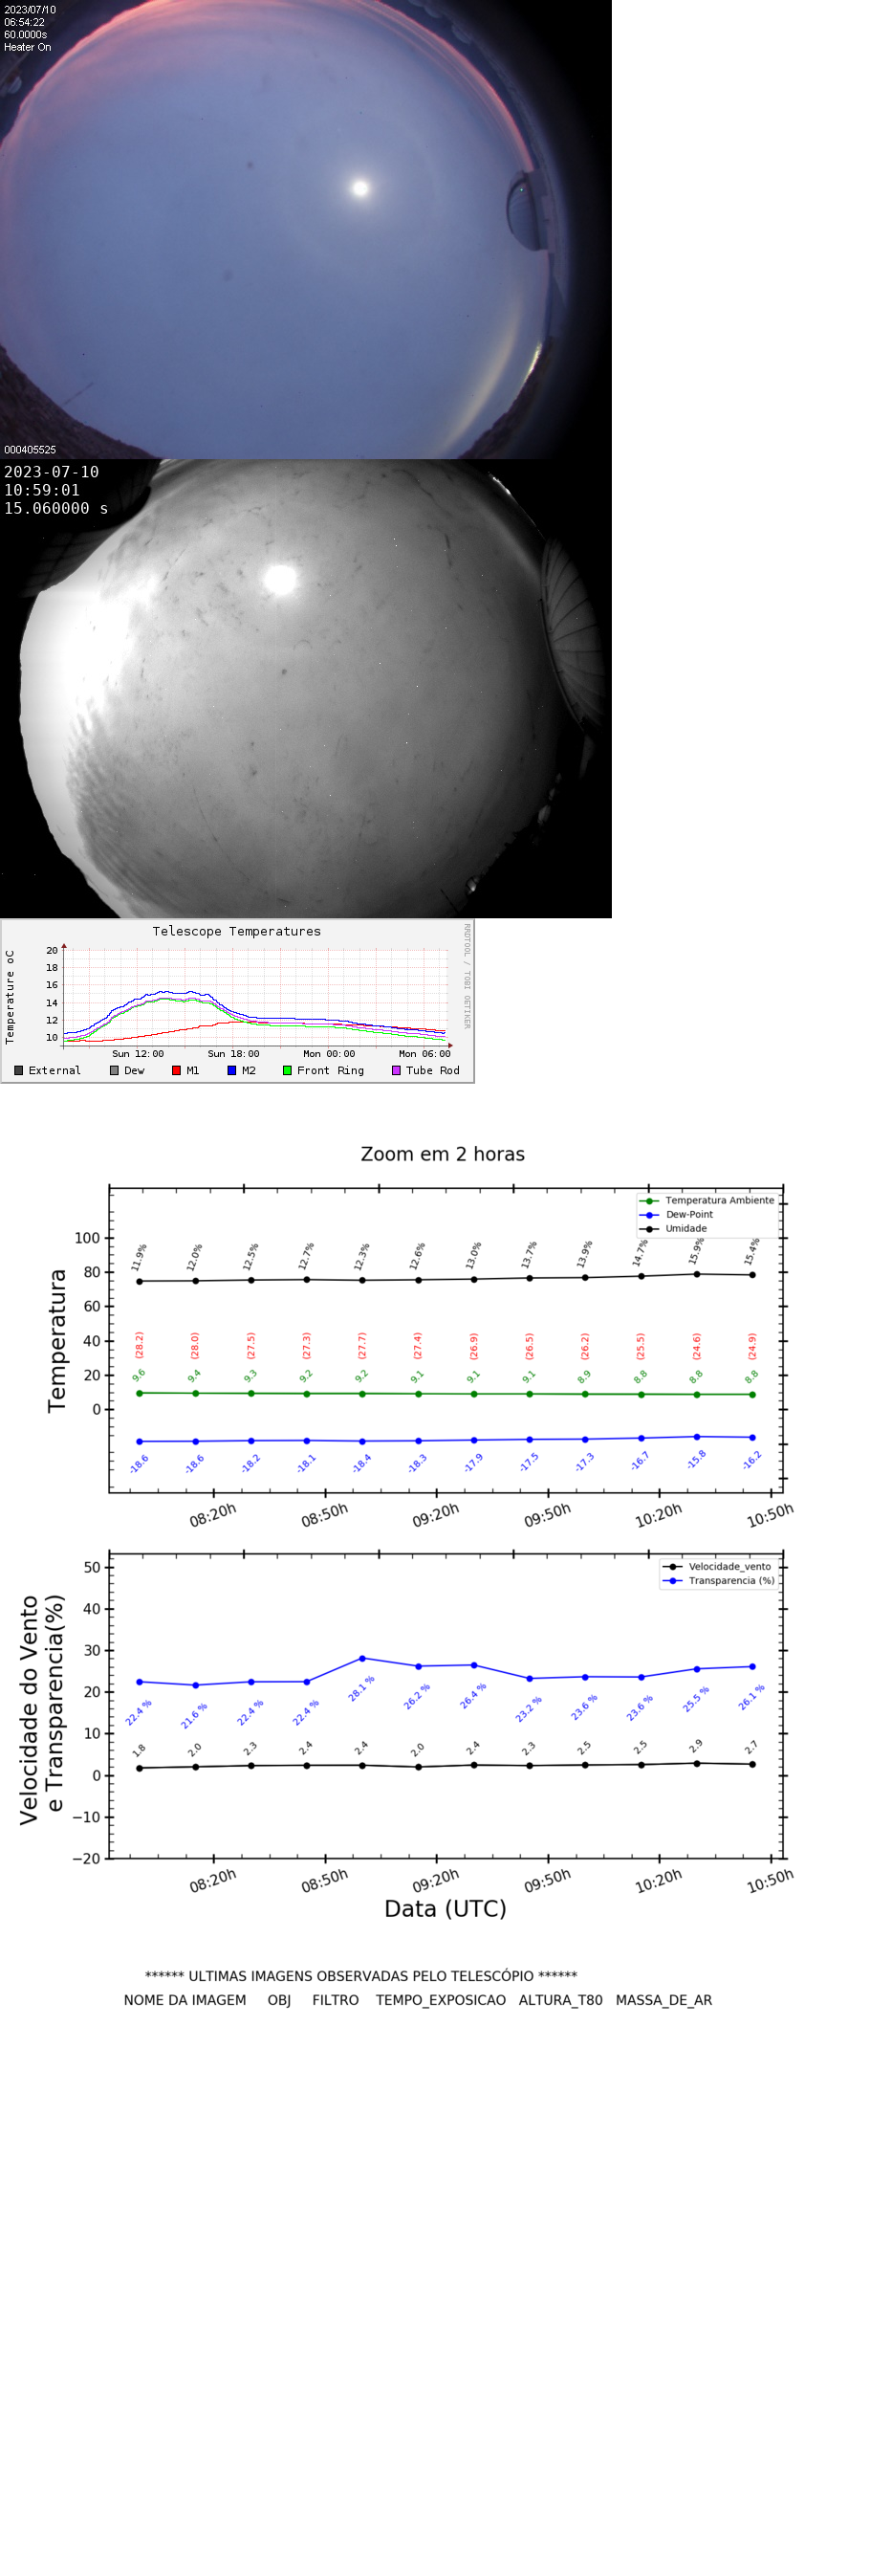 2023/07/10
06:54:22
60.0000s
Heater On
000405525
2023-07-10
10:59:01
15.060000 s
Telescope Temperatures
RRDTOOL / TOBI OETIKER
Temperature oC
20
18
16
14
12
10
Sun 12:00 Sun 18:00 Mon 00:00 Mon 06:00
External Dew M1 M2 Front Ring Tube Rod
Zoom em 2 horas
Temperatura Ambiente
Dew-Point
Umidade
Temperatura
100
80
60
40
20
0
11.9% 12.0% 12.5% 12.7% 12.3% 12.6% 13.0% 13.7% 13.9% 14.7% 15.9% 15.4%
(28.2) (28.0) (27.5) (27.3) (27.7) (27.4) (26.9) (26.5) (26.2) (25.5) (24.6) (24.9)
9.6 9.4 9.3 9.2 9.2 9.1 9.1 9.1 8.9 8.8 8.8 8.8
-18.6 -18.6 -18.2 -18.1 -18.4 -18.3 -17.9 -17.5 -17.3 -16.7 -15.8 -16.2
08:20h 08:50h 09:20h 09:50h 10:20h 10:50h
Velocidade_vento
Transparencia (%)
Velocidade do Vento
e Transparencia(%)
50
40
30
20
10
0
−10
−20
22.4 % 21.6 % 22.4 % 22.4 % 28.1 % 26.2 % 26.4 % 23.2 % 23.6 % 23.6 % 25.5 % 26.1 %
1.8 2.0 2.3 2.4 2.4 2.0 2.4 2.3 2.5 2.5 2.9 2.7
08:20h 08:50h 09:20h 09:50h 10:20h 10:50h
Data (UTC)
****** ULTIMAS IMAGENS OBSERVADAS PELO TELESCÓPIO ******
NOME DA IMAGEM OBJ FILTRO TEMPO_EXPOSICAO ALTURA_T80 MASSA_DE_AR